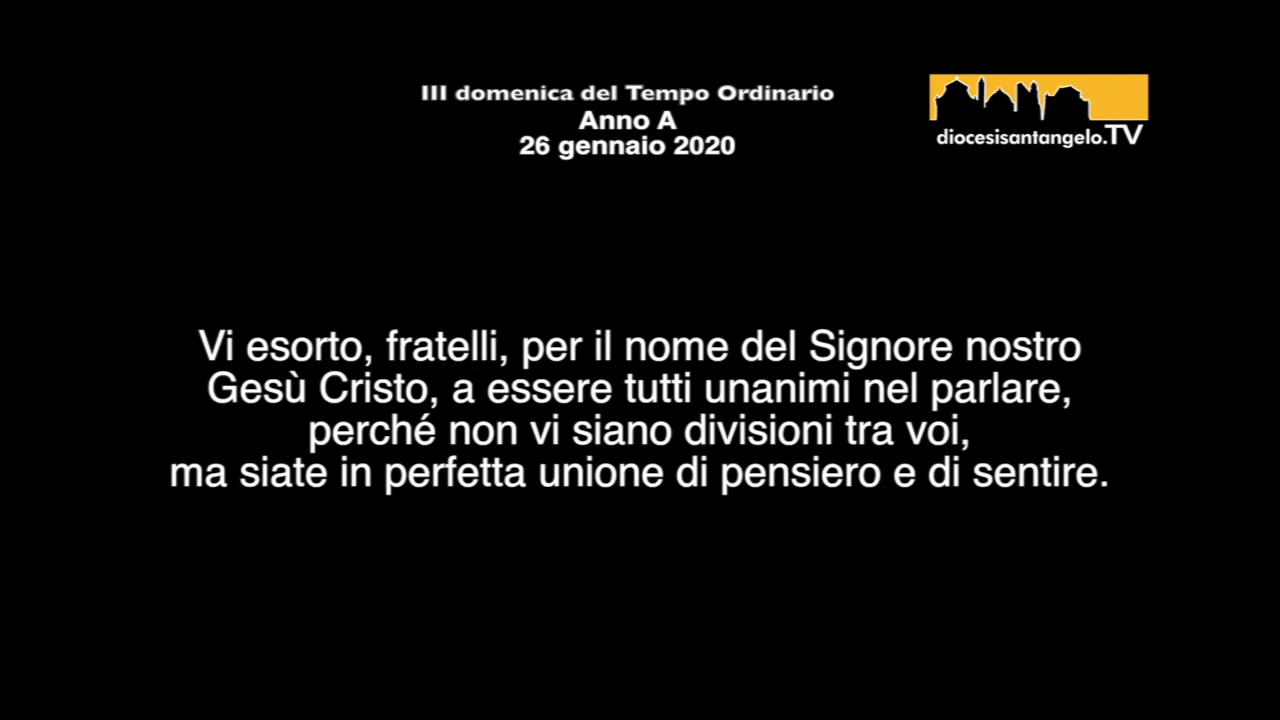 III domenica del Tempo Ordinario
Anno A
26 gennaio 2020
diocesisantangelo.TV
Vi esorto, fratelli, per il nome del Signore nostro
Gesù Cristo, a essere tutti unanimi nel parlare,
perché non vi siano divisioni tra voi,
ma siate in perfetta unione di pensiero e di sentire.